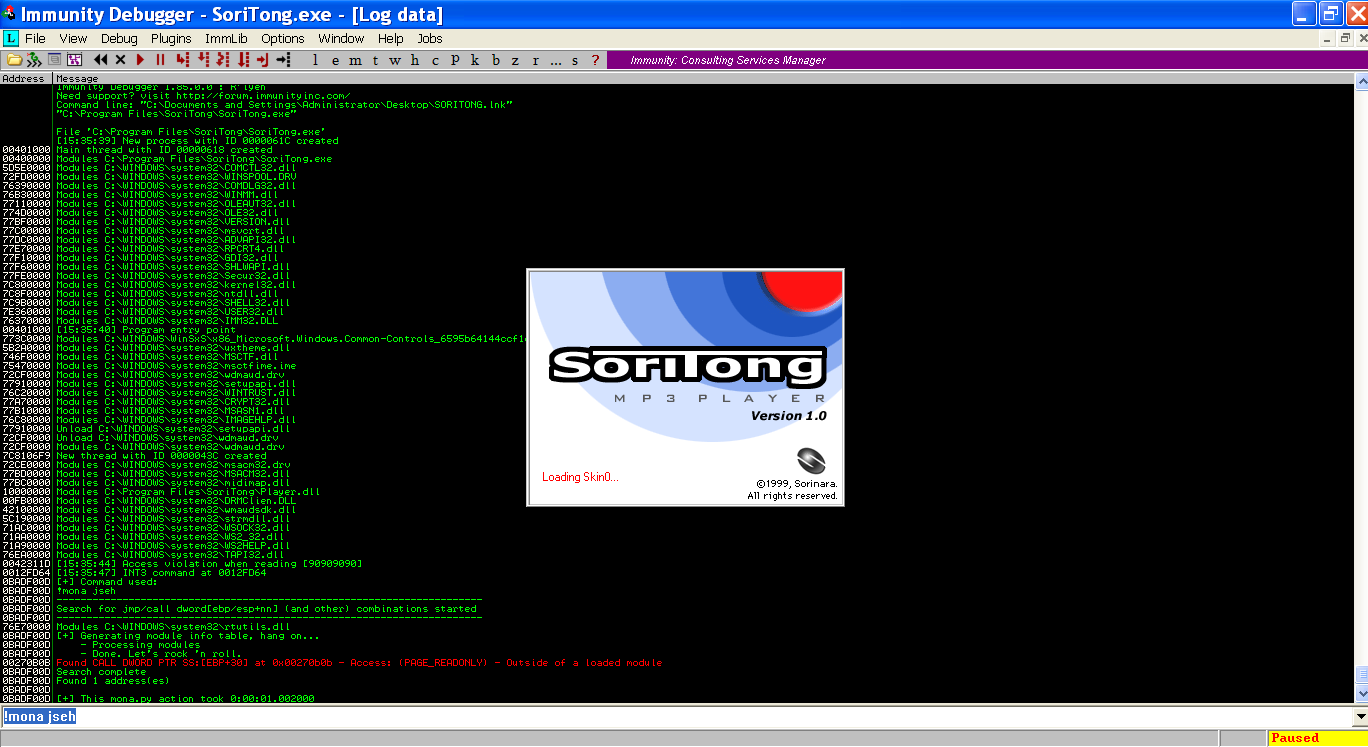 Immunity Debugger - SoriTong.exe - [Log data]
L File View Debug Plugins ImmLib Options Window Help Jobs
l e m t w h c p k b z r ... s ? Immunity: Consulting Services Manager
Address Message
Immunity Debugger 1.85.0.0 : R'lyeh
Need support? visit http://forum.immunityinc.com/
Command line: "C:\Documents and Settings\Administrator\Desktop\SORITONG.lnk"
"C:\Program Files\SoriTong\SoriTong.exe"
File 'C:\Program Files\SoriTong\SoriTong.exe'
[15:35:39] New process with ID 0000061C created
00401000 Main thread with ID 00000618 created
00400000 Modules C:\Program Files\SoriTong\SoriTong.exe
5D5E0000 Modules C:\WINDOWS\system32\COMCTL32.dll
72FD0000 Modules C:\WINDOWS\system32\WINSPOOL.DRV
76390000 Modules C:\WINDOWS\system32\COMDLG32.dll
76B30000 Modules C:\WINDOWS\system32\WINMM.dll
77110000 Modules C:\WINDOWS\system32\OLEAUT32.dll
774D0000 Modules C:\WINDOWS\system32\OLE32.dll
77BF0000 Modules C:\WINDOWS\system32\VERSION.dll
77C00000 Modules C:\WINDOWS\system32\msvcrt.dll
77DC0000 Modules C:\WINDOWS\system32\ADVAPI32.dll
77E70000 Modules C:\WINDOWS\system32\RPCRT4.dll
77F10000 Modules C:\WINDOWS\system32\GDI32.dll
77F60000 Modules C:\WINDOWS\system32\SHLWAPI.dll
77FE0000 Modules C:\WINDOWS\system32\Secur32.dll
7C800000 Modules C:\WINDOWS\system32\kernel32.dll
7C8F0000 Modules C:\WINDOWS\system32\ntdll.dll
7C9B0000 Modules C:\WINDOWS\system32\SHELL32.dll
7E360000 Modules C:\WINDOWS\system32\USER32.dll
76370000 Modules C:\WINDOWS\system32\IMM32.DLL
00401000 [15:35:40] Program entry point
773C0000 Modules C:\WINDOWS\WinSxS\x86_Microsoft.Windows.Common-Controls_6595b64144ccf1
5B2A0000 Modules C:\WINDOWS\system32\uxtheme.dll
746F0000 Modules C:\WINDOWS\system32\MSCTF.dll
75470000 Modules C:\WINDOWS\system32\msctfime.ime
72CF0000 Modules C:\WINDOWS\system32\wdmaud.drv
77910000 Modules C:\WINDOWS\system32\setupapi.dll
76C20000 Modules C:\WINDOWS\system32\WINTRUST.dll
77A70000 Modules C:\WINDOWS\system32\CRYPT32.dll
77B10000 Modules C:\WINDOWS\system32\MSASN1.dll
76C80000 Modules C:\WINDOWS\system32\IMAGEHLP.dll
77910000 Unload C:\WINDOWS\system32\setupapi.dll
72CF0000 Unload C:\WINDOWS\system32\wdmaud.drv
72CF0000 Modules C:\WINDOWS\system32\wdmaud.drv
7C8106F9 New thread with ID 0000043C created
72CE0000 Modules C:\WINDOWS\system32\msacm32.drv
77BD0000 Modules C:\WINDOWS\system32\MSACM32.dll
77BC0000 Modules C:\WINDOWS\system32\midimap.dll
10000000 Modules C:\Program Files\SoriTong\Player.dll
00FB0000 Modules C:\WINDOWS\system32\DRMClien.DLL
42100000 Modules C:\WINDOWS\system32\wmaudsdk.dll
5C190000 Modules C:\WINDOWS\system32\strmdll.dll
71AC0000 Modules C:\WINDOWS\system32\WSOCK32.dll
71AA0000 Modules C:\WINDOWS\system32\WS2_32.dll
71A90000 Modules C:\WINDOWS\system32\WS2HELP.dll
76EA0000 Modules C:\WINDOWS\system32\TAPI32.dll
0042311D [15:35:44] Access violation when reading [90909090]
0012FD64 [15:35:47] INT3 command at 0012FD64
0BADF00D [+] Command used:
0BADF00D !mona jseh
0BADF00D --------------------------------------------------------------------
0BADF00D Search for jmp/call dword[ebp/esp+nn] (and other) combinations started
0BADF00D --------------------------------------------------------------------
76E70000 Modules C:\WINDOWS\system32\rtutils.dll
0BADF00D [+] Generating module info table, hang on...
0BADF00D - Processing modules
0BADF00D - Done. Let's rock 'n roll.
00270B0B Found CALL DWORD PTR SS:[EBP+30] at 0x00270b0b - Access: (PAGE_READONLY) - Outside of a loaded module
0BADF00D Search complete
0BADF00D Found 1 address(es)
0BADF00D
0BADF00D [+] This mona.py action took 0:00:01.002000
SoriTong
MP3 PLAYER
Version 1.0
Loading Skin0...
©1999, Sorinara.
All rights reserved.
!mona jseh
Paused